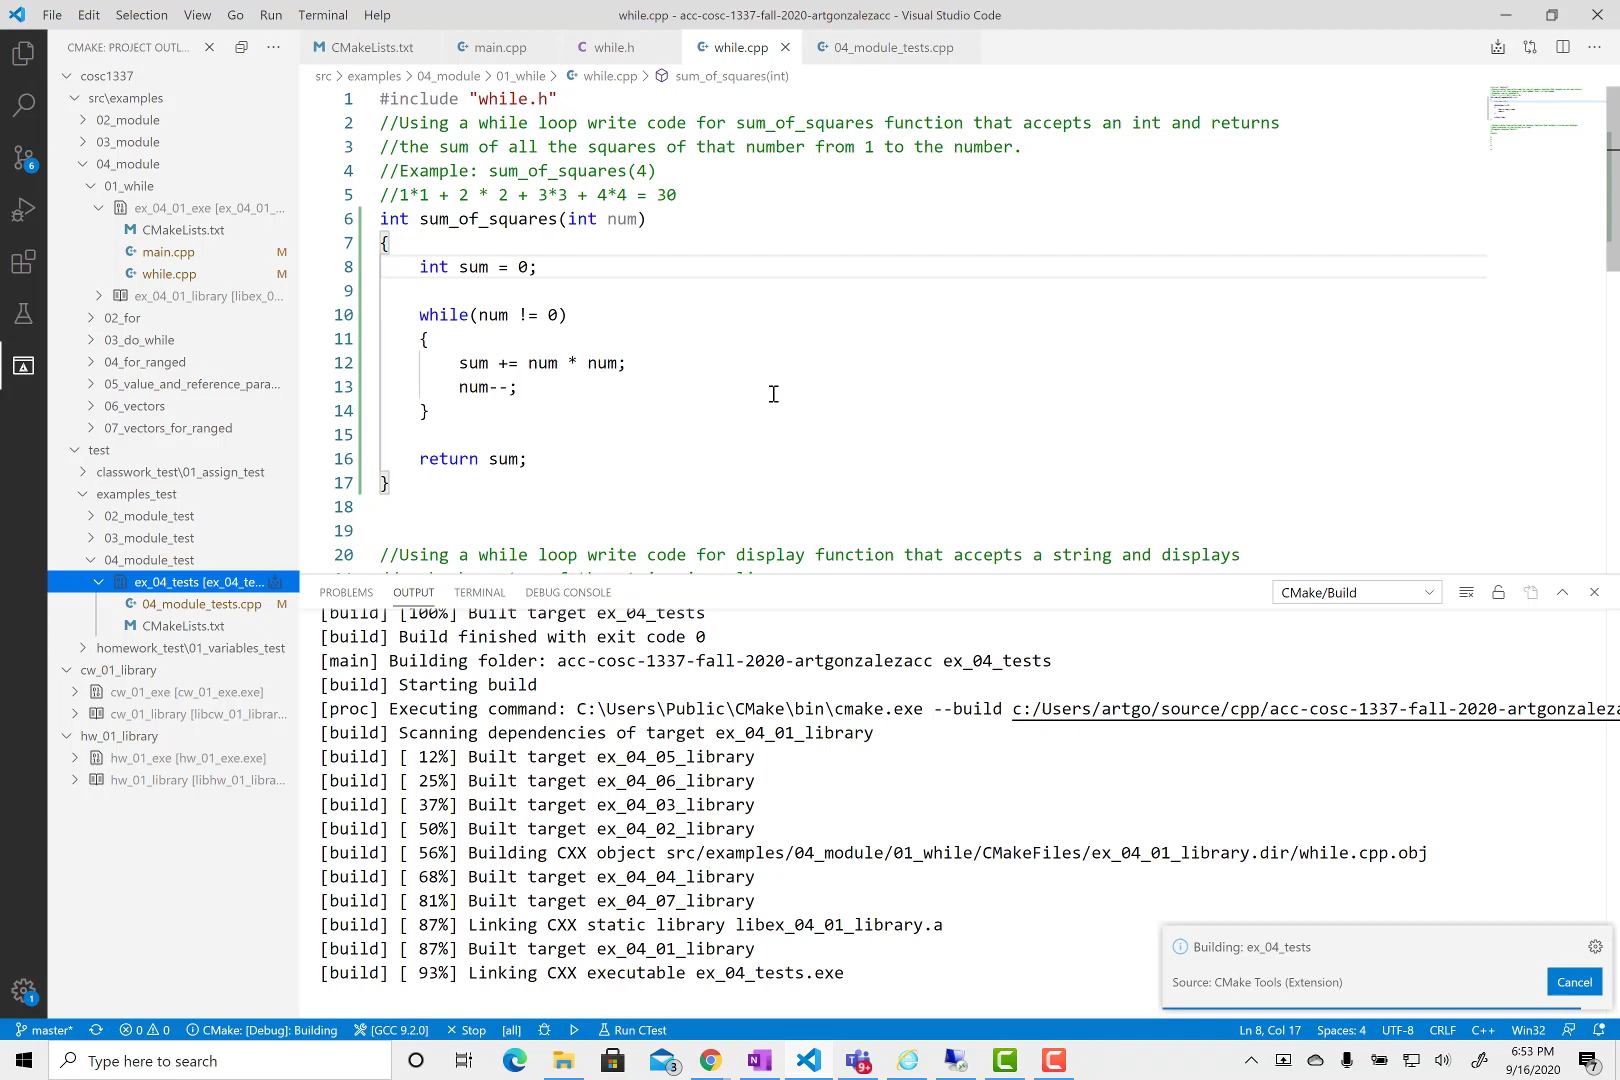 File Edit Selection View Go Run Terminal Help
while.cpp - acc-cosc-1337-fall-2020-artgonzalezacc - Visual Studio Code
CMAKE: PROJECT OUTL...
cosc1337
src\examples
02_module
03_module
04_module
01_while
ex_04_01_exe [ex_04_01_...
CMakeLists.txt
main.cpp M
while.cpp M
ex_04_01_library [libex_0...
02_for
03_do_while
04_for_ranged
05_value_and_reference_para...
06_vectors
07_vectors_for_ranged
test
classwork_test\01_assign_test
examples_test
02_module_test
03_module_test
04_module_test
ex_04_tests [ex_04_te...
04_module_tests.cpp M
CMakeLists.txt
homework_test\01_variables_test
cw_01_library
cw_01_exe [cw_01_exe.exe]
cw_01_library [libcw_01_librar...
hw_01_library
hw_01_exe [hw_01_exe.exe]
hw_01_library [libhw_01_libra...
6
1
CMakeLists.txt main.cpp while.h while.cpp 04_module_tests.cpp
src > examples > 04_module > 01_while > while.cpp > sum_of_squares(int)
1 #include "while.h"
2 //Using a while loop write code for sum_of_squares function that accepts an int and returns
3 //the sum of all the squares of that number from 1 to the number.
4 //Example: sum_of_squares(4)
5 //1*1 + 2 * 2 + 3*3 + 4*4 = 30
6 int sum_of_squares(int num)
7 {
8 int sum = 0;
9
10 while(num != 0)
11 {
12 sum += num * num;
13 num--;
14 }
15
16 return sum;
17 }
18
19
20 //Using a while loop write code for display function that accepts a string and displays
PROBLEMS OUTPUT TERMINAL DEBUG CONSOLE
CMake/Build
[build] [100%] Built target ex_04_tests
[build] Build finished with exit code 0
[main] Building folder: acc-cosc-1337-fall-2020-artgonzalezacc ex_04_tests
[build] Starting build
[proc] Executing command: C:\Users\Public\CMake\bin\cmake.exe --build c:/Users/artgo/source/cpp/acc-cosc-1337-fall-2020-artgonzaleza
[build] Scanning dependencies of target ex_04_01_library
[build] [ 12%] Built target ex_04_05_library
[build] [ 25%] Built target ex_04_06_library
[build] [ 37%] Built target ex_04_03_library
[build] [ 50%] Built target ex_04_02_library
[build] [ 56%] Building CXX object src/examples/04_module/01_while/CMakeFiles/ex_04_01_library.dir/while.cpp.obj
[build] [ 68%] Built target ex_04_04_library
[build] [ 81%] Built target ex_04_07_library
[build] [ 87%] Linking CXX static library libex_04_01_library.a
[build] [ 87%] Built target ex_04_01_library
[build] [ 93%] Linking CXX executable ex_04_tests.exe
Building: ex_04_tests
Source: CMake Tools (Extension)
Cancel
master* 0 0 CMake: [Debug]: Building [GCC 9.2.0] Stop [all] Run CTest
Ln 8, Col 17 Spaces: 4 UTF-8 CRLF C++ Win32
Type here to search
3
9+
6:53 PM
9/16/2020
7